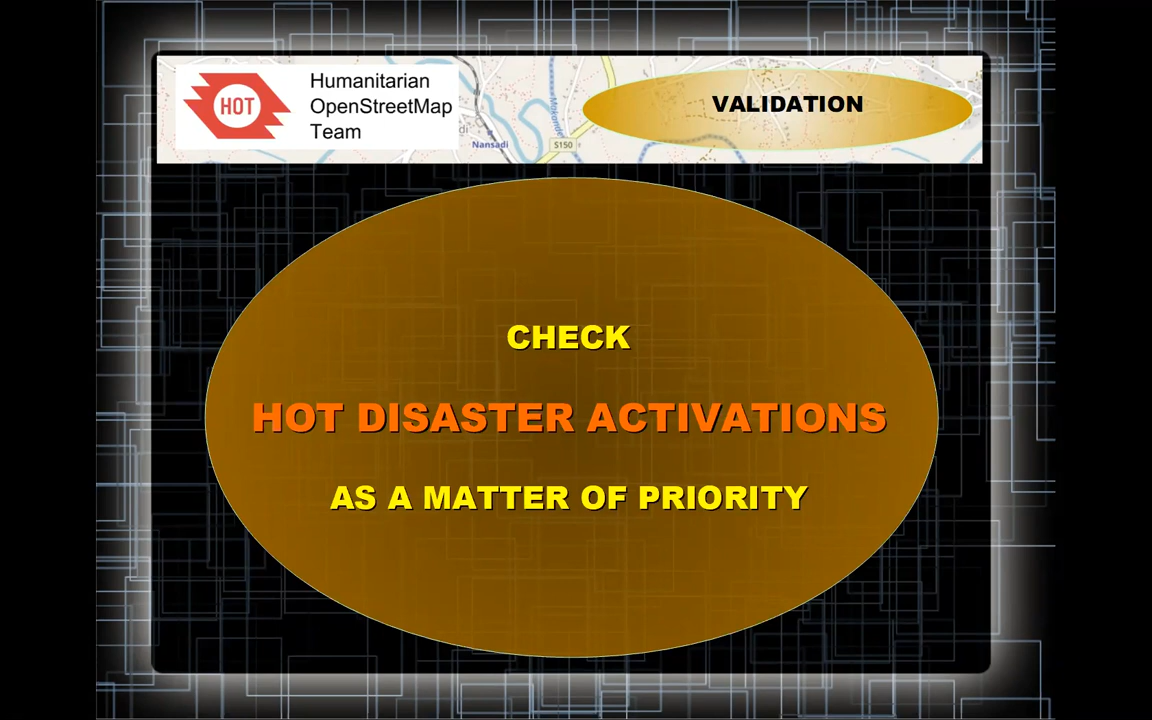 HOT
Humanitarian
OpenStreetMap
Team
VALIDATION
Nansadi
S150
CHECK
HOT DISASTER ACTIVATIONS
AS A MATTER OF PRIORITY